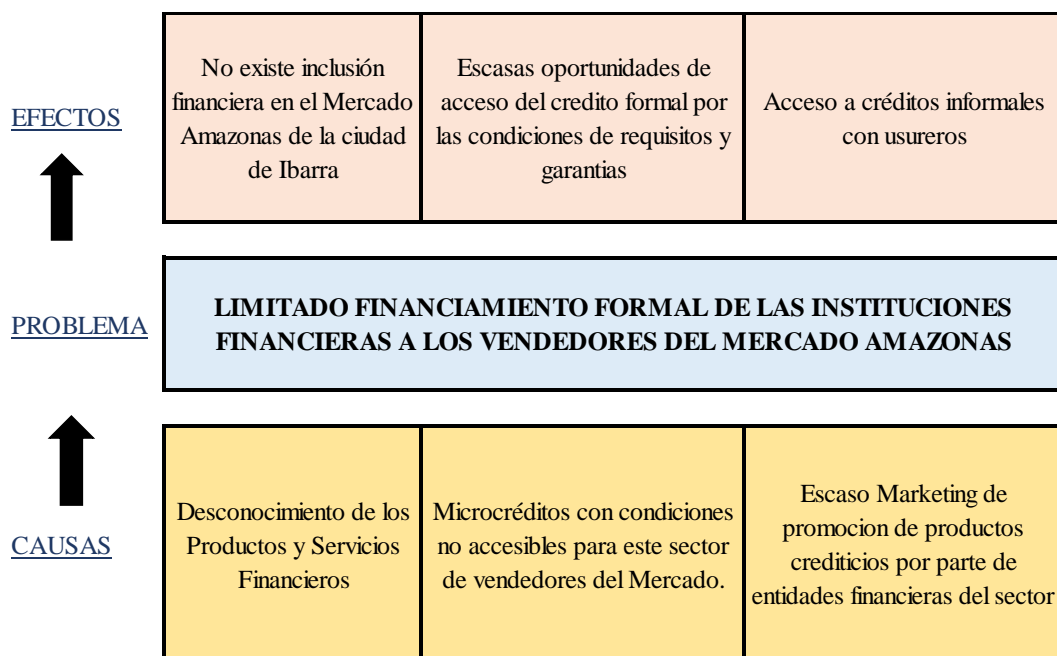 EFECTOS
No existe inclusión
financiera en el Mercado
Amazonas de la ciudad
de Ibarra
Escasas oportunidades de
acceso del credito formal por
las condiciones de requisitos y
garantias
Acceso a créditos informales
con usureros
PROBLEMA
LIMITADO FINANCIAMIENTO FORMAL DE LAS INSTITUCIONES
FINANCIERAS A LOS VENDEDORES DEL MERCADO AMAZONAS
CAUSAS
Desconocimiento de los
Productos y Servicios
Financieros
Microcréditos con condiciones
no accesibles para este sector
de vendedores del Mercado.
Escaso Marketing de
promocion de productos
crediticios por parte de
entidades financieras del sector